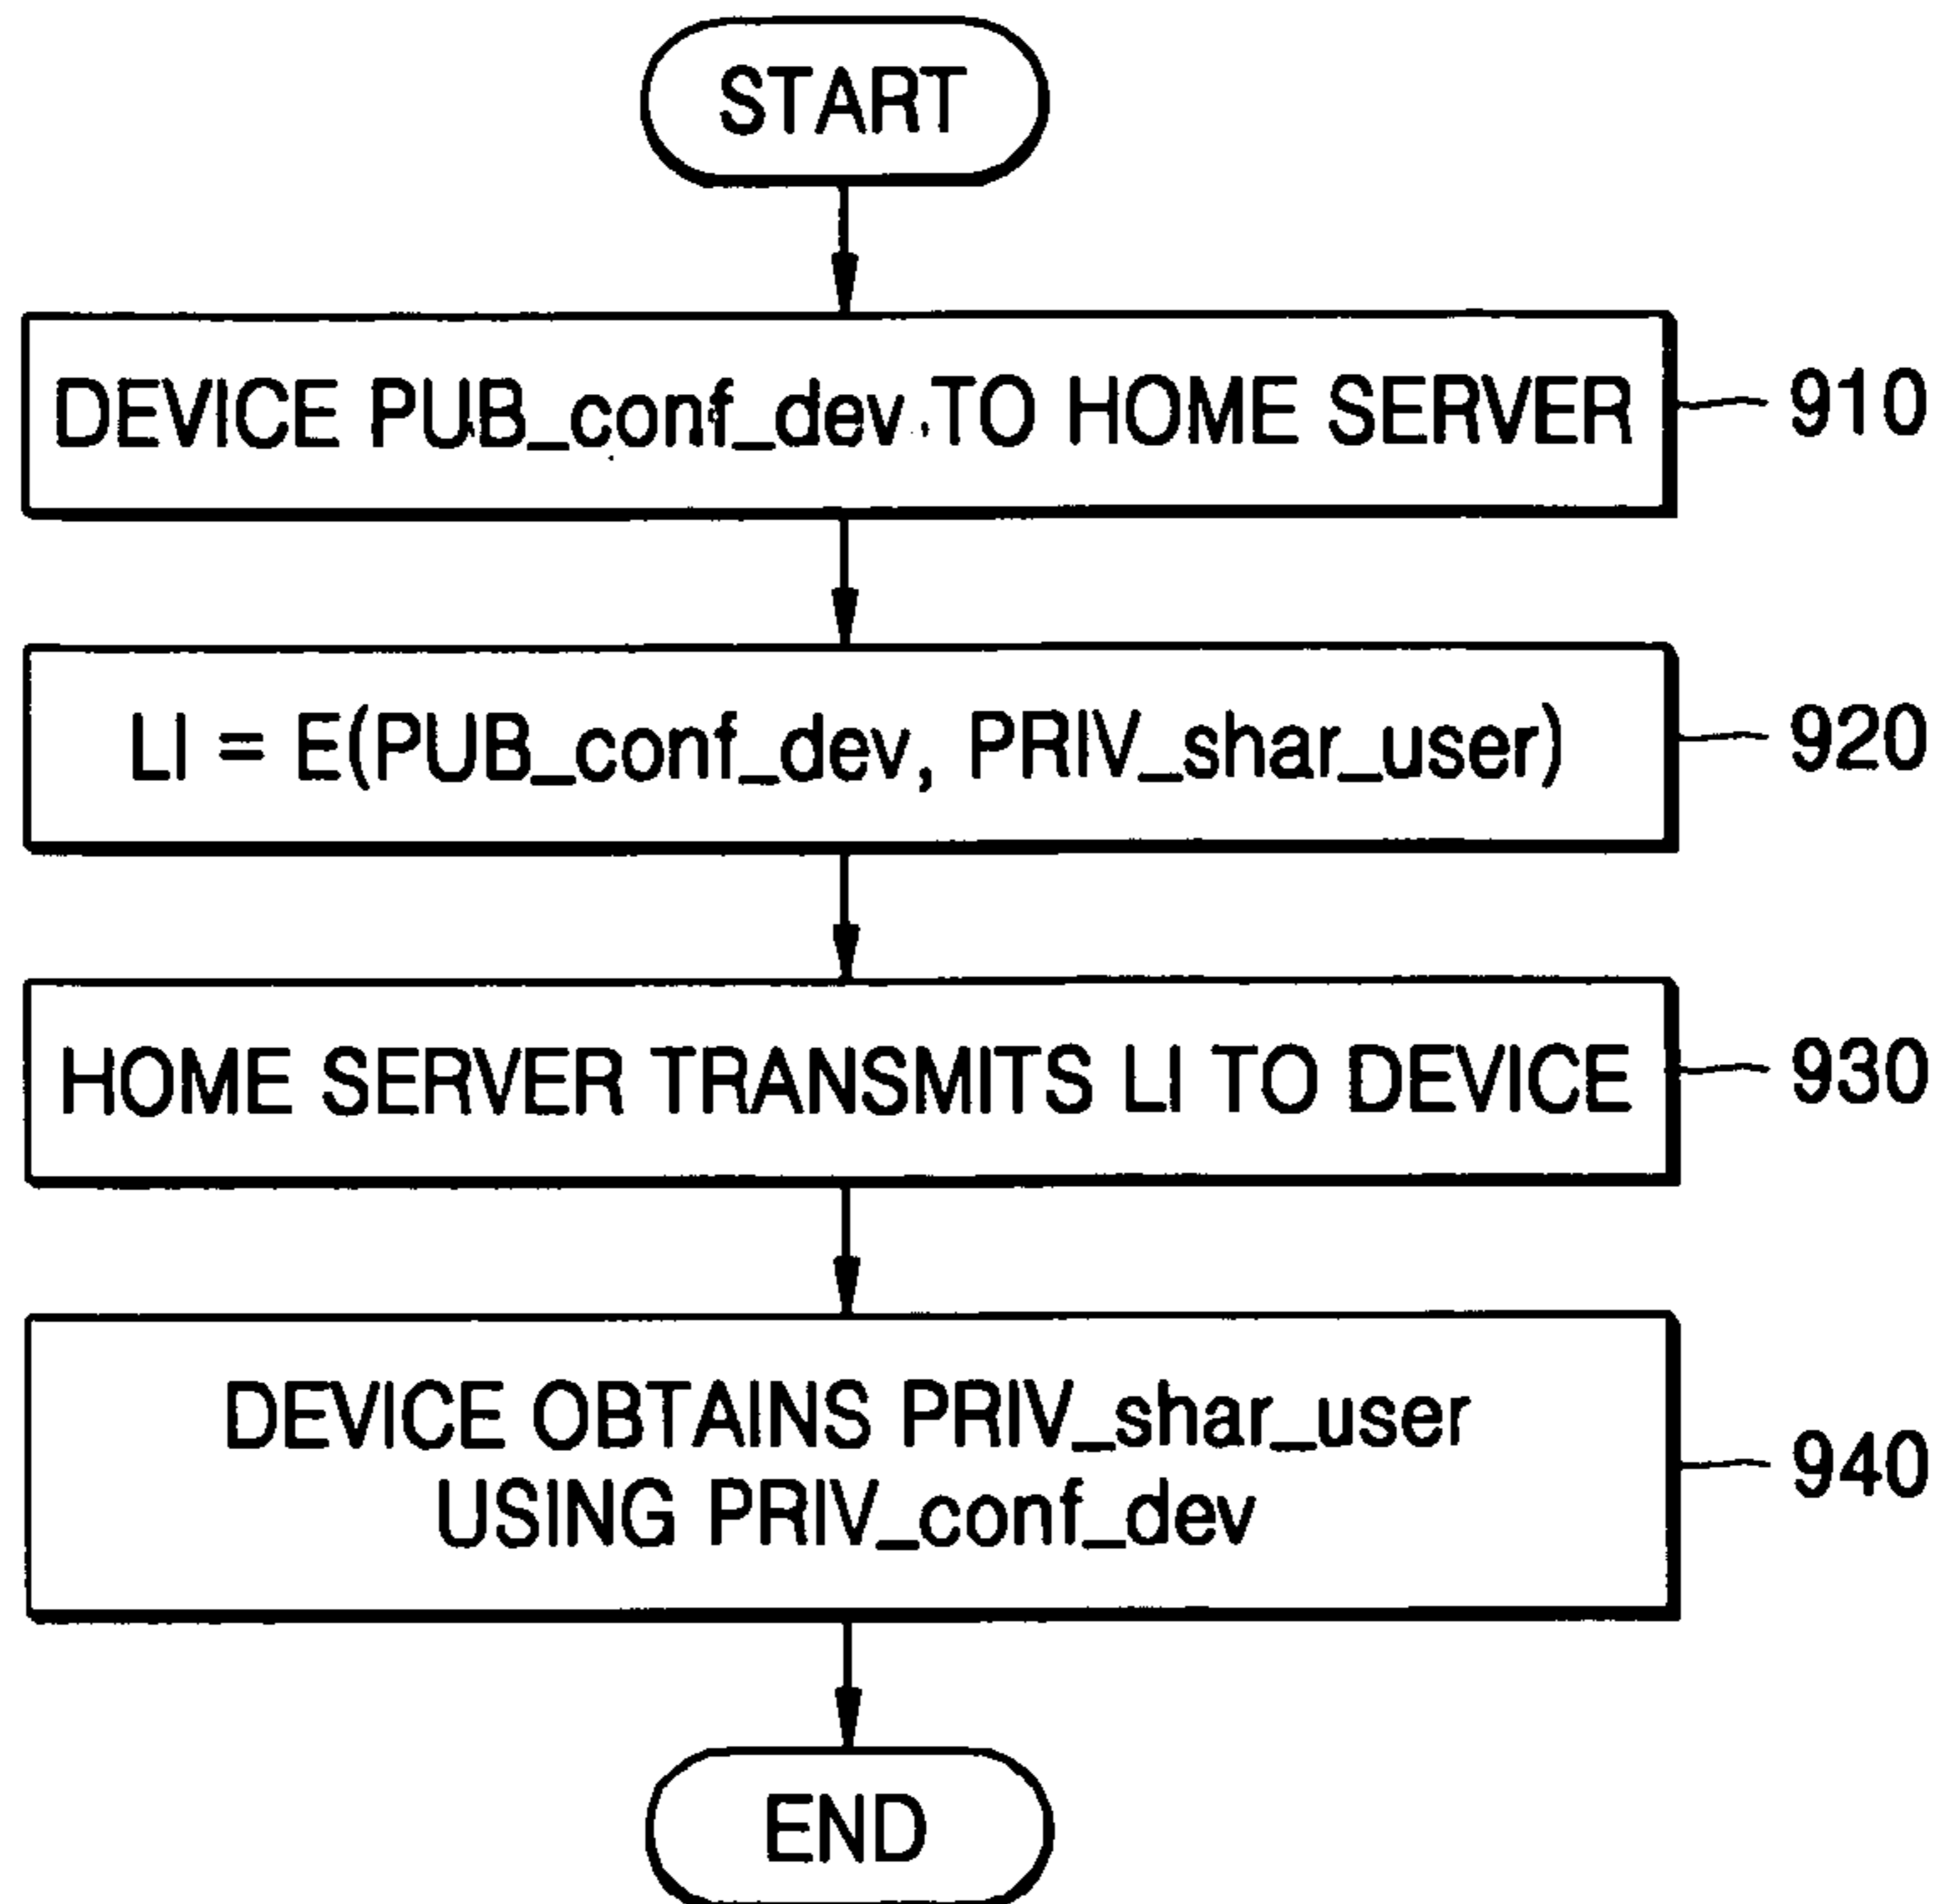 START
DEVICE PUB_conf_dev TO HOME SERVER
910
LI = E(PUB_conf_dev, PRIV_shar_user)
920
HOME SERVER TRANSMITS LI TO DEVICE
930
DEVICE OBTAINS PRIV_shar_user
USING PRIV_conf_dev
940
END